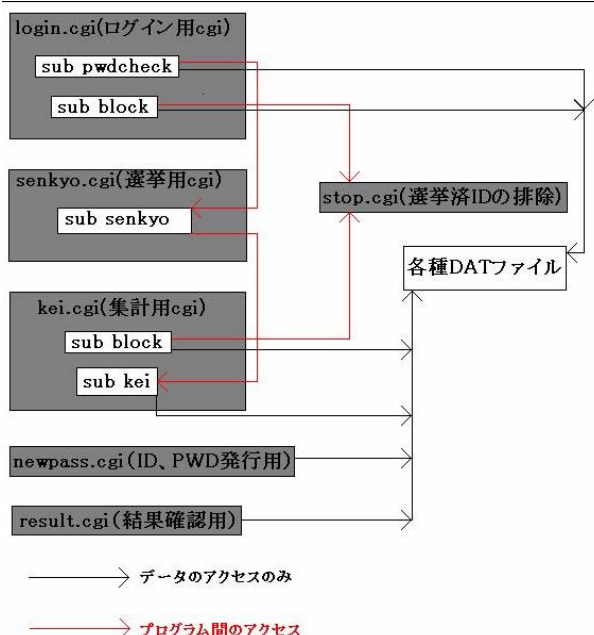 login.cgi(ログイン用cgi)
sub pwdcheck
sub block
senkyo.cgi(選挙用cgi)
sub senkyo
stop.cgi(選挙済IDの排除)
各種DATファイル
kei.cgi(集計用cgi)
sub block
sub kei
newpass.cgi(ID、PWD発行用)
result.cgi(結果確認用)
データのアクセスのみ
プログラム間のアクセス